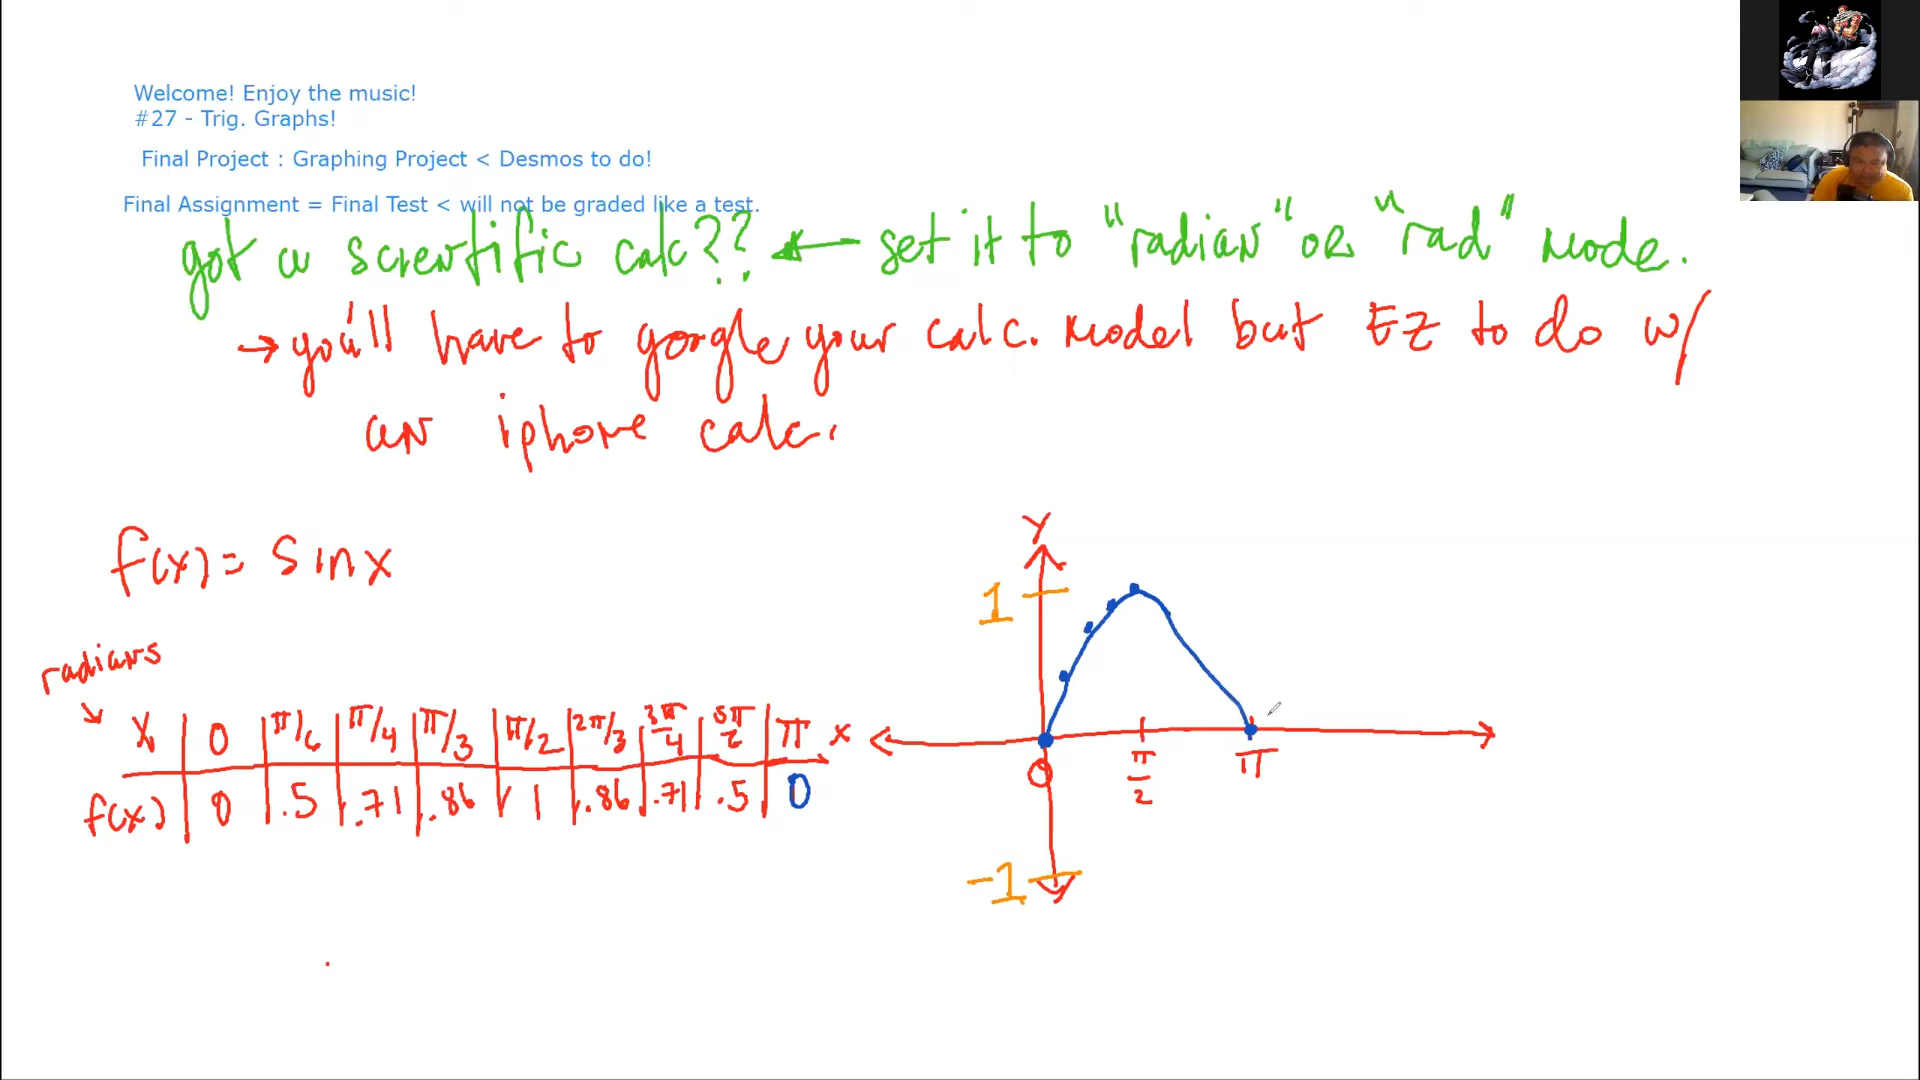 Welcome! Enjoy the music!
#27 - Trig. Graphs!
Final Project : Graphing Project < Desmos to do!
Final Assignment = Final Test < will not be graded like a test.
got a scientific calc?? ← set it to "radian" or "rad" mode.
→ you'll have to google your calc. model but EZ to do w/
an iphone calc.
f(x) = sin x
radians
x | 0 | π/6 | π/4 | π/3 | π/2 | 2π/3 | 3π/4 | 5π/6 | π
f(x) | 0 | .5 | .71 | .86 | 1 | .86 | .71 | .5 | 0
y
1
x
0
π/2
π
-1